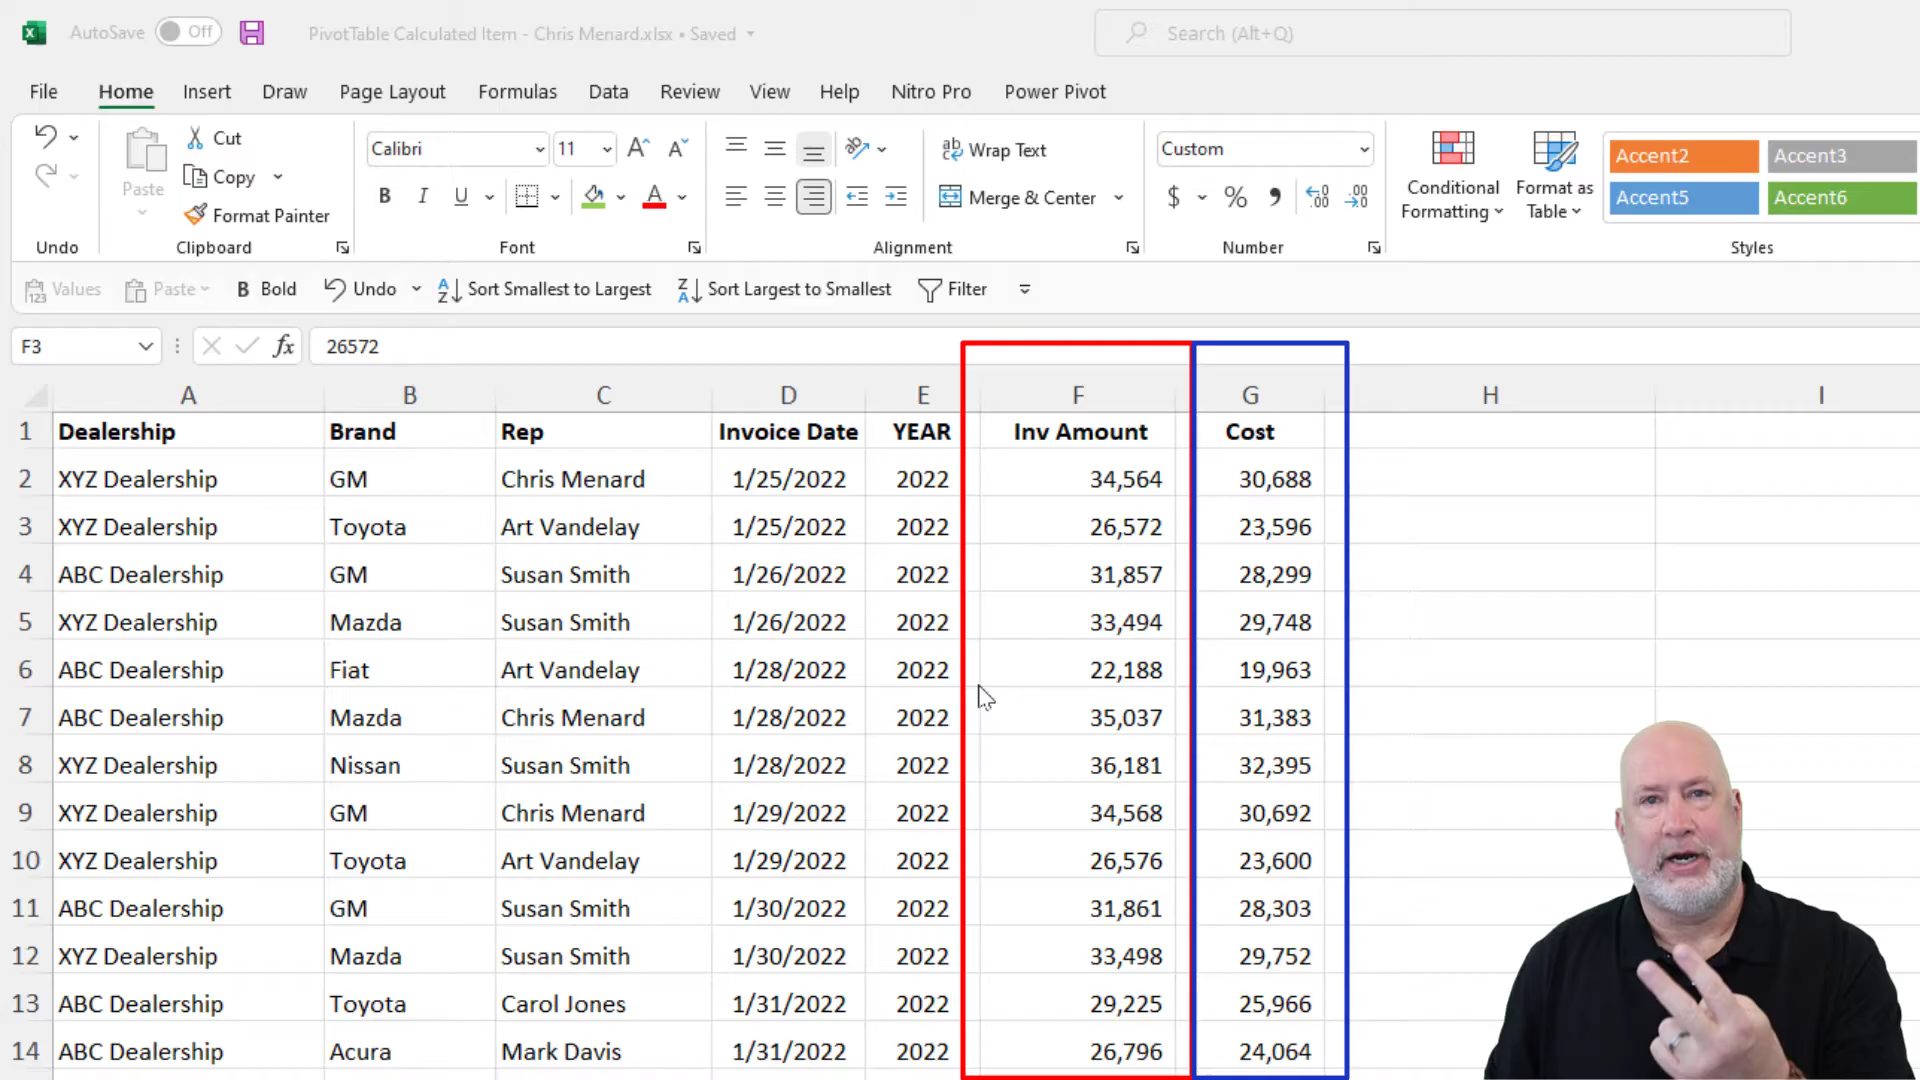 AutoSave Off PivotTable Calculated Item - Chris Menard.xlsx • Saved Search (Alt+Q)
File Home Insert Draw Page Layout Formulas Data Review View Help Nitro Pro Power Pivot
Cut Calibri 11 Wrap Text Custom Accent2 Accent3
Paste Copy Conditional Formatting Format as Table
Format Painter B I U A Merge & Center $ % Accent5 Accent6
Undo Clipboard Font Alignment Number Styles
Values Paste B Bold Undo Sort Smallest to Largest Sort Largest to Smallest Filter
F3 fx 26572
A B C D E F G H I
1 Dealership Brand Rep Invoice Date YEAR Inv Amount Cost
2 XYZ Dealership GM Chris Menard 1/25/2022 2022 34,564 30,688
3 XYZ Dealership Toyota Art Vandelay 1/25/2022 2022 26,572 23,596
4 ABC Dealership GM Susan Smith 1/26/2022 2022 31,857 28,299
5 XYZ Dealership Mazda Susan Smith 1/26/2022 2022 33,494 29,748
6 ABC Dealership Fiat Art Vandelay 1/28/2022 2022 22,188 19,963
7 ABC Dealership Mazda Chris Menard 1/28/2022 2022 35,037 31,383
8 XYZ Dealership Nissan Susan Smith 1/28/2022 2022 36,181 32,395
9 XYZ Dealership GM Chris Menard 1/29/2022 2022 34,568 30,692
10 XYZ Dealership Toyota Art Vandelay 1/29/2022 2022 26,576 23,600
11 ABC Dealership GM Susan Smith 1/30/2022 2022 31,861 28,303
12 XYZ Dealership Mazda Susan Smith 1/30/2022 2022 33,498 29,752
13 ABC Dealership Toyota Carol Jones 1/31/2022 2022 29,225 25,966
14 ABC Dealership Acura Mark Davis 1/31/2022 2022 26,796 24,064